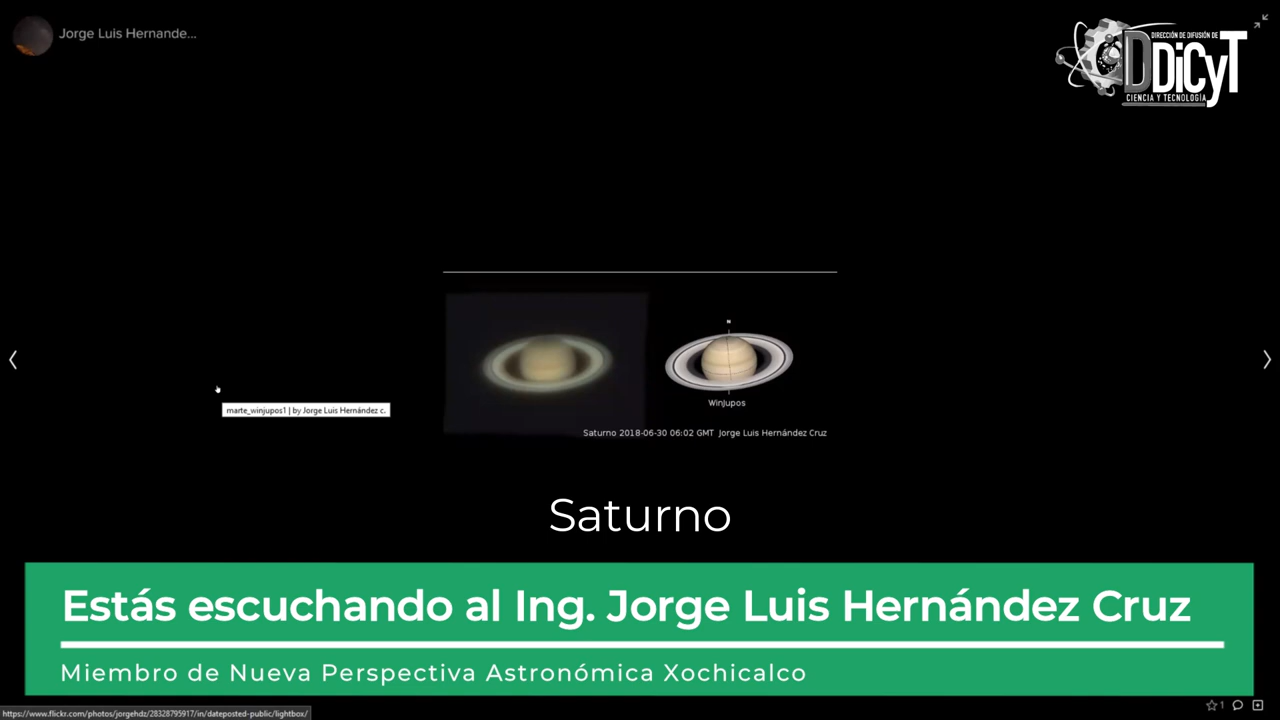 Jorge Luis Hernande...
DIRECCIÓN DE DIFUSIÓN DE
DDiCyT
CIENCIA Y TECNOLOGÍA
N
WinJupos
marte_winjupos1 | by Jorge Luis Hernández c.
Saturno 2018-06-30 06:02 GMT Jorge Luis Hernández Cruz
Saturno
Estás escuchando al Ing. Jorge Luis Hernández Cruz
Miembro de Nueva Perspectiva Astronómica Xochicalco
1
https://www.flickr.com/photos/jorgehdz/28328795917/in/dateposted-public/lightbox/